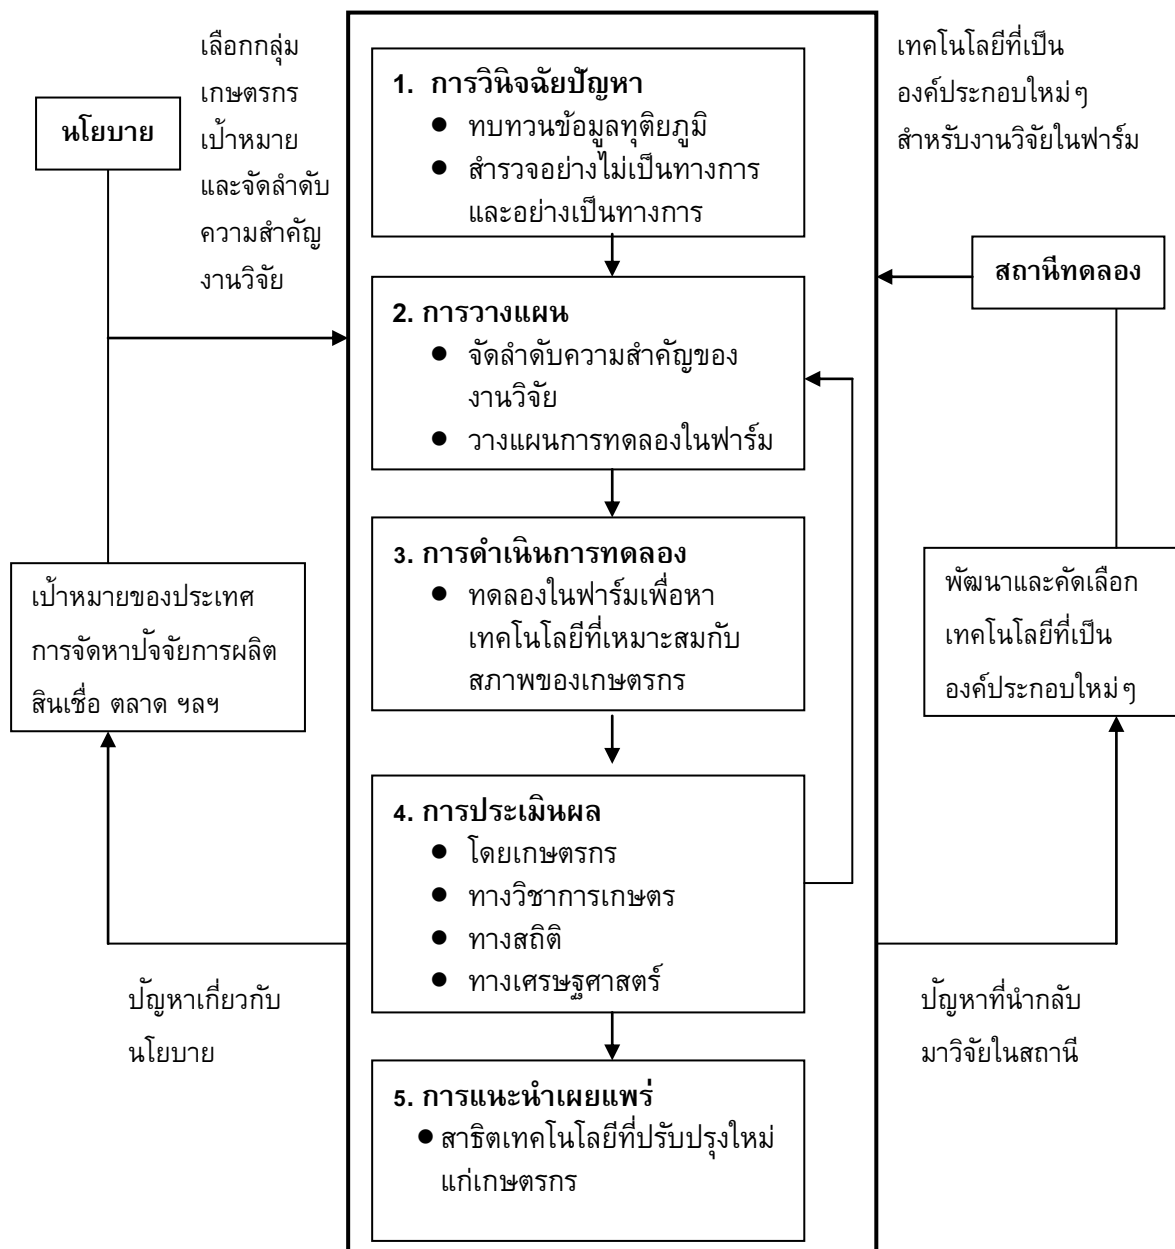 เลือกกลุ่ม
เกษตรกร
เป้าหมาย
และจัดลำดับ
ความสำคัญ
งานวิจัย
นโยบาย
เป้าหมายของประเทศ
การจัดหาปัจจัยการผลิต
สินเชื่อ ตลาด ฯลฯ
ปัญหาเกี่ยวกับ
นโยบาย
1. การวินิจฉัยปัญหา
● ทบทวนข้อมูลทุติยภูมิ
● สำรวจอย่างไม่เป็นทางการ
และอย่างเป็นทางการ
2. การวางแผน
● จัดลำดับความสำคัญของ
งานวิจัย
● วางแผนการทดลองในฟาร์ม
3. การดำเนินการทดลอง
● ทดลองในฟาร์มเพื่อหา
เทคโนโลยีที่เหมาะสมกับ
สภาพของเกษตรกร
4. การประเมินผล
● โดยเกษตรกร
● ทางวิชาการเกษตร
● ทางสถิติ
● ทางเศรษฐศาสตร์
5. การแนะนำเผยแพร่
● สาธิตเทคโนโลยีที่ปรับปรุงใหม่
แก่เกษตรกร
เทคโนโลยีที่เป็น
องค์ประกอบใหม่ๆ
สำหรับงานวิจัยในฟาร์ม
สถานีทดลอง
พัฒนาและคัดเลือก
เทคโนโลยีที่เป็น
องค์ประกอบใหม่ๆ
ปัญหาที่นำกลับ
มาวิจัยในสถานี